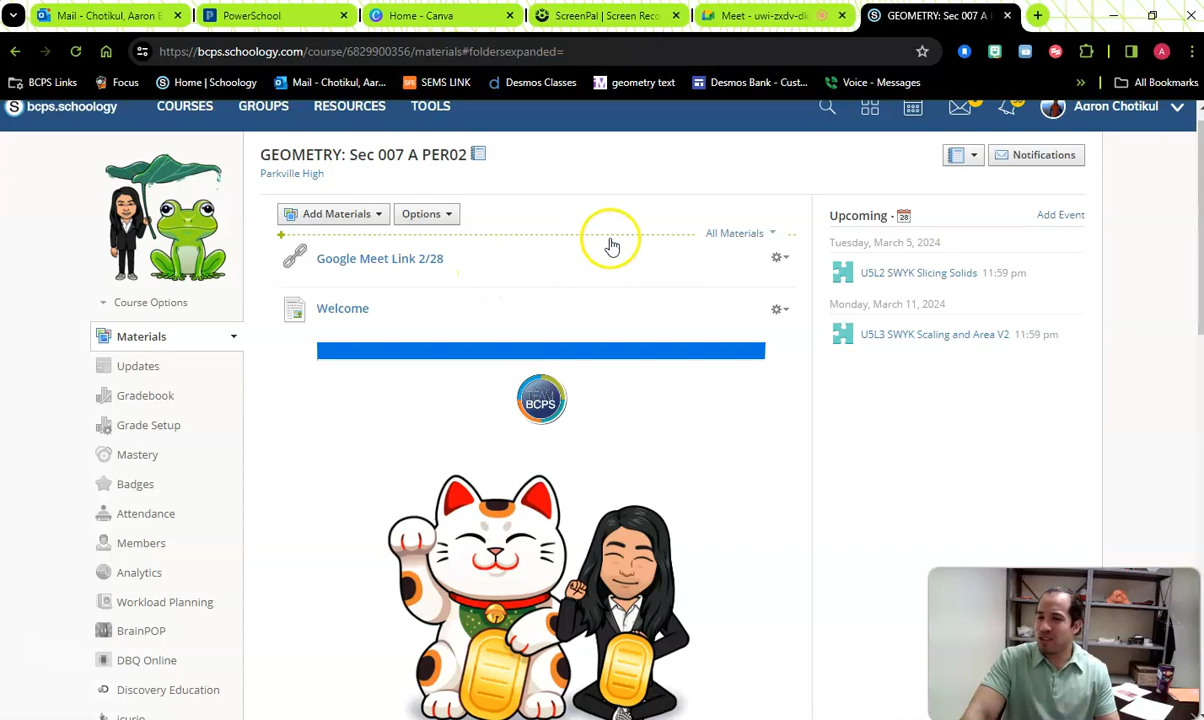 Mail - Chotikul, Aaron E
PowerSchool
Home - Canva
ScreenPal | Screen Reco
Meet - uwi-zxdv-dk
GEOMETRY: Sec 007 A
https://bcps.schoology.com/course/6829900356/materials#foldersexpanded=
A
BCPS Links
Focus
Home | Schoology
Mail - Chotikul, Aar...
SFE
SEMS LINK
Desmos Classes
geometry text
Desmos Bank - Cust...
Voice - Messages
All Bookmarks
bcps.schoology
COURSES
GROUPS
RESOURCES
TOOLS
Aaron Chotikul
GEOMETRY: Sec 007 A PER02
Parkville High
Notifications
Add Materials
Options
All Materials
Google Meet Link 2/28
Welcome
TEAM
BCPS
Course Options
Materials
Updates
Gradebook
Grade Setup
Mastery
Badges
Attendance
Members
Analytics
Workload Planning
BrainPOP
DBQ Online
Discovery Education
icurio
Upcoming -
28
Add Event
Tuesday, March 5, 2024
U5L2 SWYK Slicing Solids 11:59 pm
Monday, March 11, 2024
U5L3 SWYK Scaling and Area V2 11:59 pm